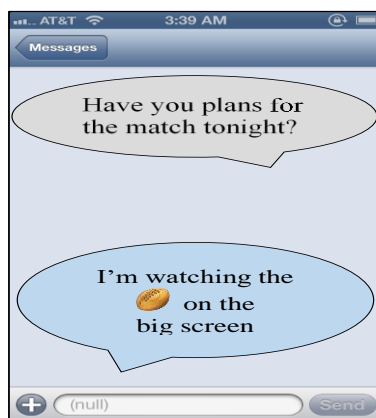 AT&T 3:39 AM
Messages
Have you plans for
the match tonight?
I'm watching the
🏉 on the
big screen
(null)
Send